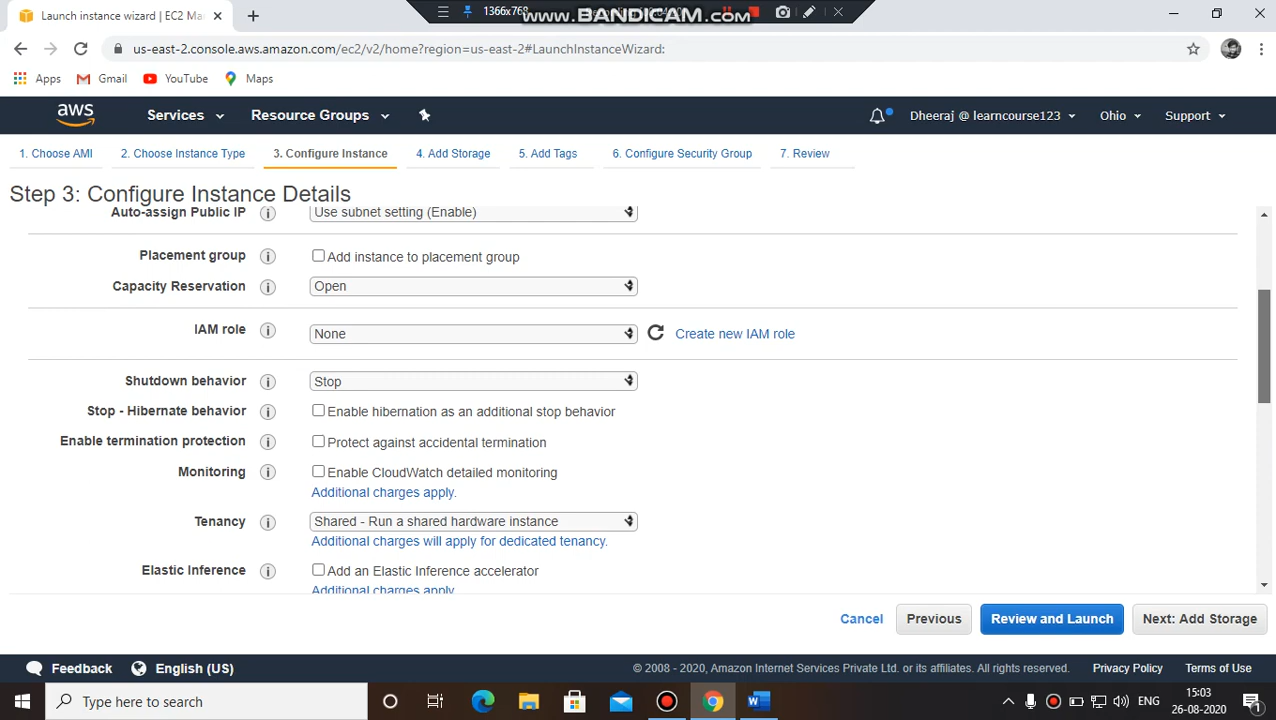 Launch instance wizard | EC2 Ma
1366x768
www.BANDICAM.com
us-east-2.console.aws.amazon.com/ec2/v2/home?region=us-east-2#LaunchInstanceWizard:
Apps Gmail YouTube Maps
aws Services Resource Groups Dheeraj @ learncourse123 Ohio Support
1. Choose AMI 2. Choose Instance Type 3. Configure Instance 4. Add Storage 5. Add Tags 6. Configure Security Group 7. Review
Step 3: Configure Instance Details
Auto-assign Public IP i Use subnet setting (Enable)
Placement group i Add instance to placement group
Capacity Reservation i Open
IAM role i None Create new IAM role
Shutdown behavior i Stop
Stop - Hibernate behavior i Enable hibernation as an additional stop behavior
Enable termination protection i Protect against accidental termination
Monitoring i Enable CloudWatch detailed monitoring
Additional charges apply.
Tenancy i Shared - Run a shared hardware instance
Additional charges will apply for dedicated tenancy.
Elastic Inference i Add an Elastic Inference accelerator
Additional charges apply
Cancel Previous Review and Launch Next: Add Storage
Feedback English (US) © 2008 - 2020, Amazon Internet Services Private Ltd. or its affiliates. All rights reserved. Privacy Policy Terms of Use
Type here to search ENG 15:03
26-08-2020
1